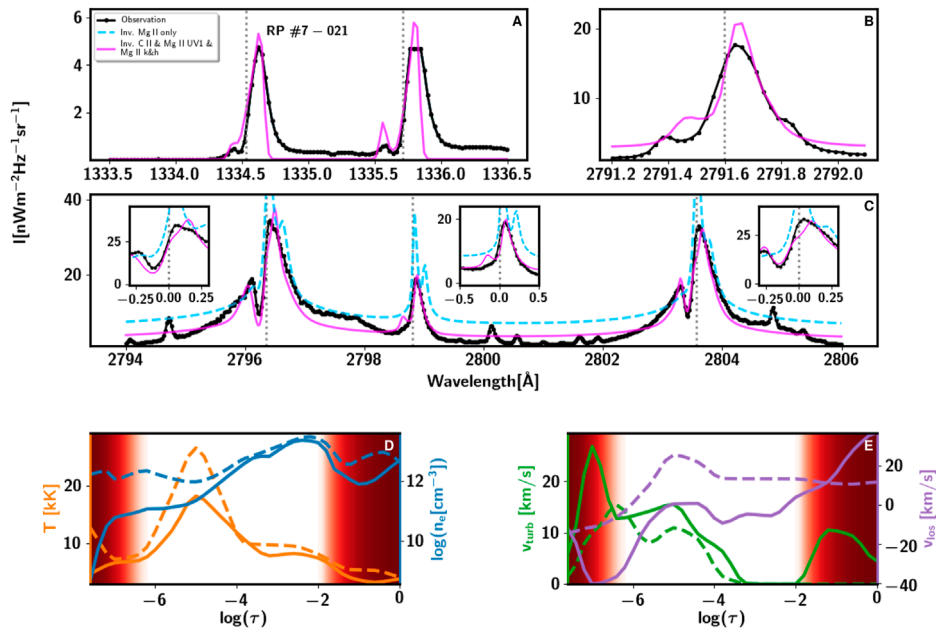 6
4
2
0
I[nWm−2Hz−1sr−1]
Observation
Inv. Mg II only
Inv. C II & Mg II UV1 &
Mg II k&h
RP #7 − 021
A
1333.5 1334.0 1334.5 1335.0 1335.5 1336.0 1336.5
20
10
B
2791.2 2791.4 2791.6 2791.8 2792.0
40
20
C
25
0
−0.25 0.00 0.25
20
0
−0.5 0.0 0.5
25
0
−0.25 0.00 0.25
2794 2796 2798 2800 2802 2804 2806
Wavelength[Å]
T [kK]
20
10
D
12
10
log(ne[cm−3])
−6 −4 −2 0
log(τ)
vturb [km/s]
20
10
0
E
20
0
−20
−40
vlos [km/s]
−6 −4 −2 0
log(τ)